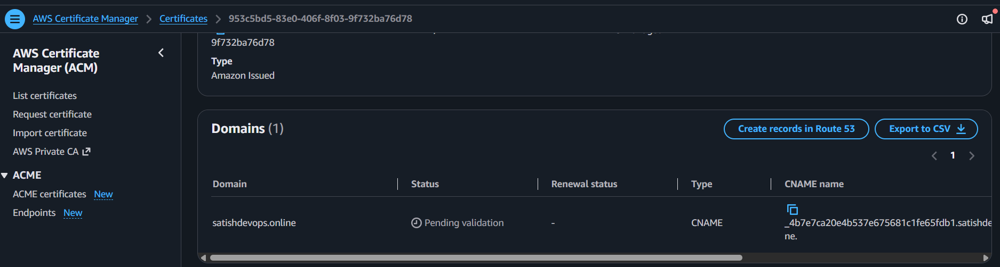 AWS Certificate Manager > Certificates > 953c5bd5-83e0-406f-8f03-9f732ba76d78
AWS Certificate
Manager (ACM)
List certificates
Request certificate
Import certificate
AWS Private CA
ACME
ACME certificates New
Endpoints New
9f732ba76d78
Type
Amazon Issued
Domains (1)
Create records in Route 53
Export to CSV
1
Domain Status Renewal status Type CNAME name
satishdevops.online Pending validation - CNAME _4b7e7ca20e4b537e675681c1fe65fdb1.satishde
ne.